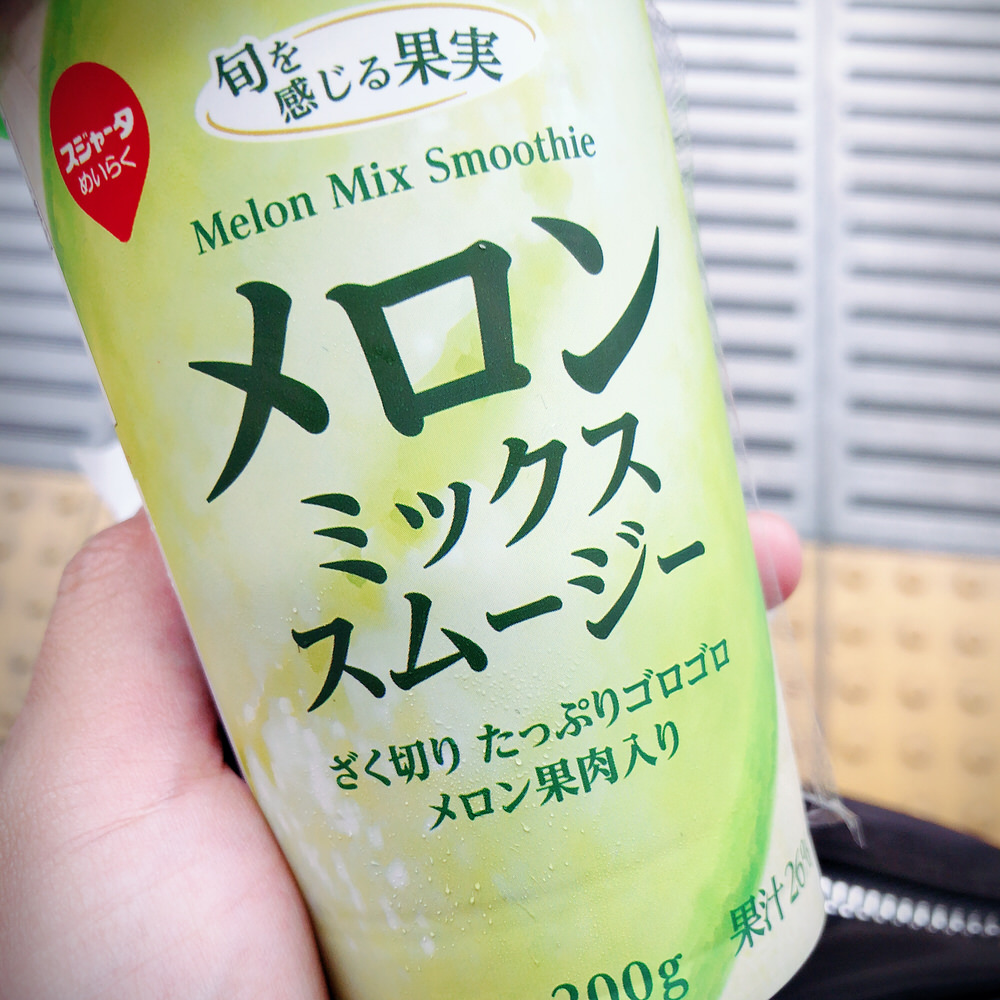 旬を
感じる果実
スジャータ
めいらく
Melon Mix Smoothie
メロン
ミックス
スムージー
ざく切り たっぷりゴロゴロ
メロン果肉入り
果汁26%
200g